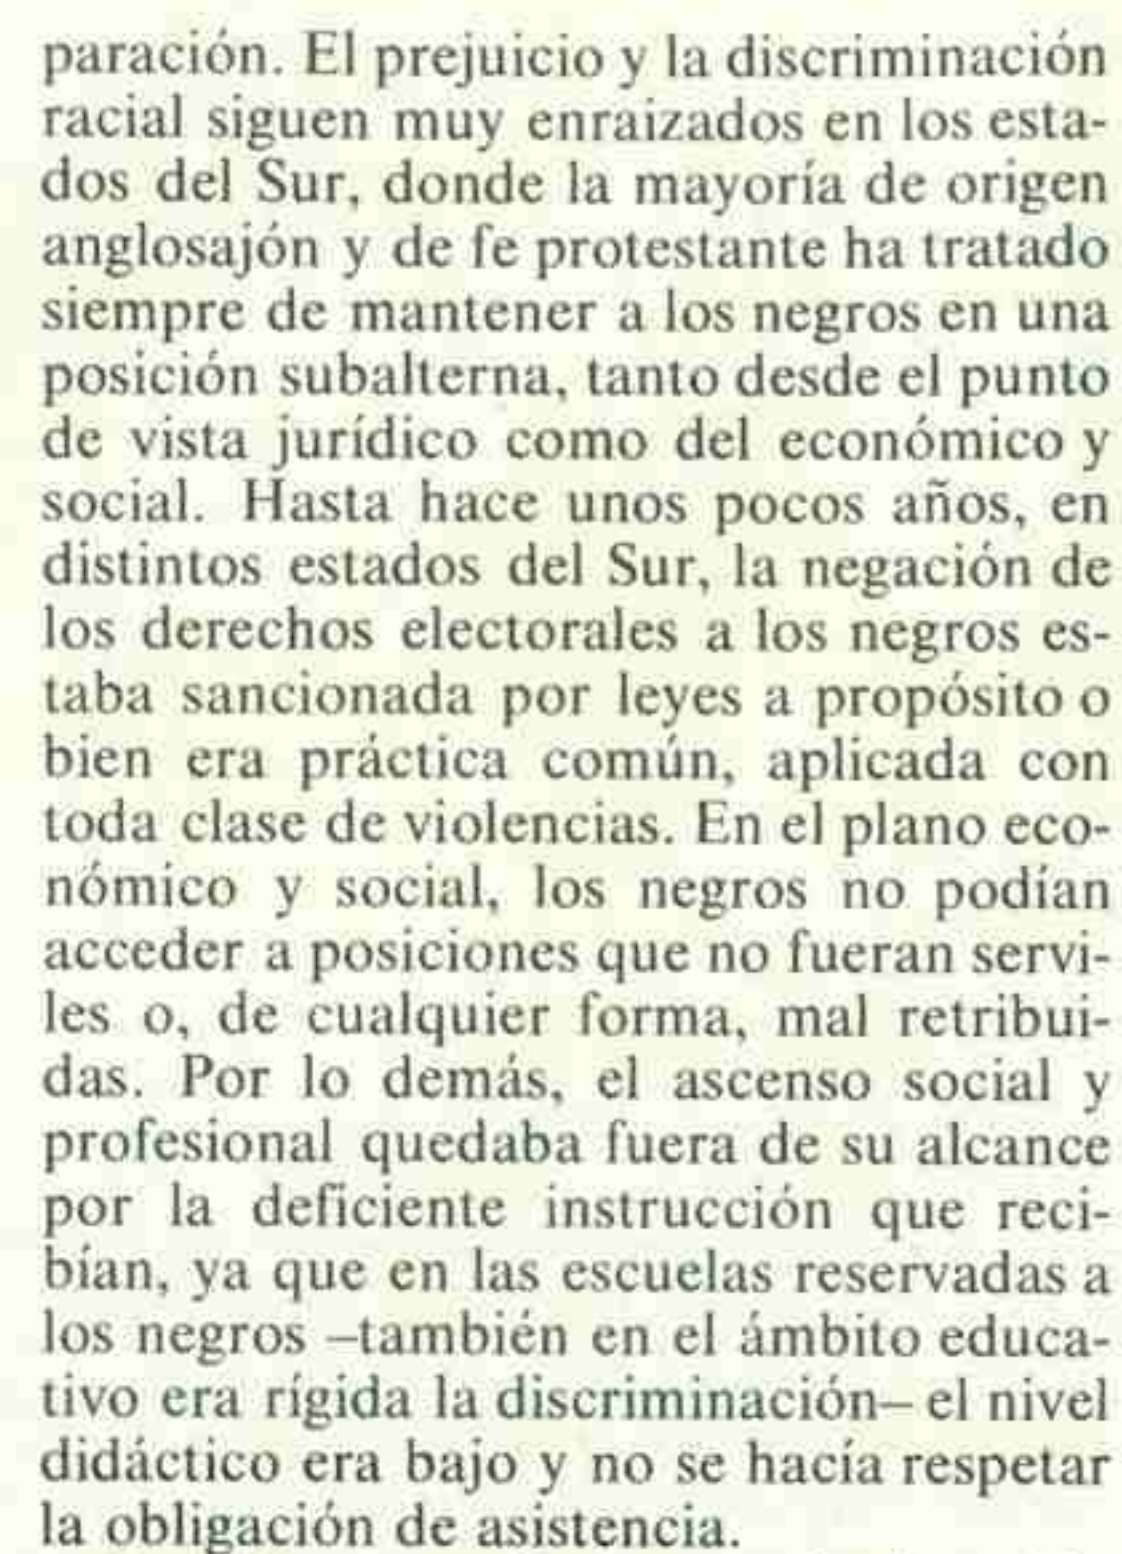 paración. El prejuicio y la discriminación
racial siguen muy enraizados en los esta-
dos del Sur, donde la mayoría de origen
anglosajón y de fe protestante ha tratado
siempre de mantener a los negros en una
posición subalterna, tanto desde el punto
de vista jurídico como del económico y
social. Hasta hace unos pocos años, en
distintos estados del Sur, la negación de
los derechos electorales a los negros es-
taba sancionada por leyes a propósito o
bien era práctica común, aplicada con
toda clase de violencias. En el plano eco-
nómico y social, los negros no podían
acceder a posiciones que no fueran servi-
les o, de cualquier forma, mal retribui-
das. Por lo demás, el ascenso social y
profesional quedaba fuera de su alcance
por la deficiente instrucción que reci-
bían, ya que en las escuelas reservadas a
los negros –también en el ámbito educa-
tivo era rígida la discriminación– el nivel
didáctico era bajo y no se hacía respetar
la obligación de asistencia.